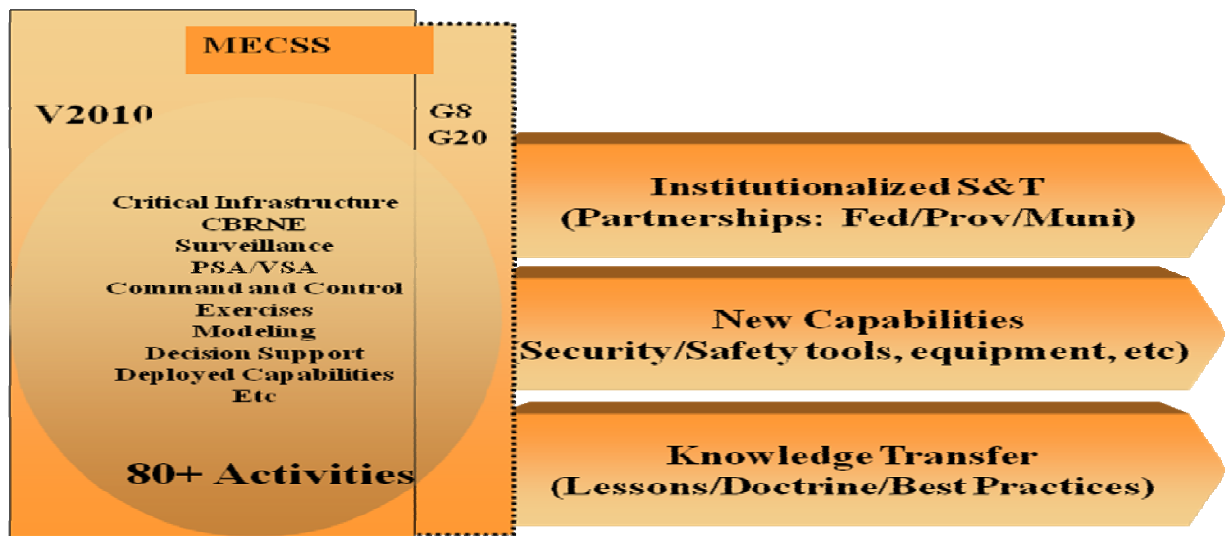 MECSS
V2010
G8
G20
Critical Infrastructure
CBRNE
Surveillance
PSA/VSA
Command and Control
Exercises
Modeling
Decision Support
Deployed Capabilities
Etc
80+ Activities
Institutionalized S&T
(Partnerships: Fed/Prov/Muni)
New Capabilities
(Security/Safety tools, equipment, etc)
Knowledge Transfer
(Lessons/Doctrine/Best Practices)